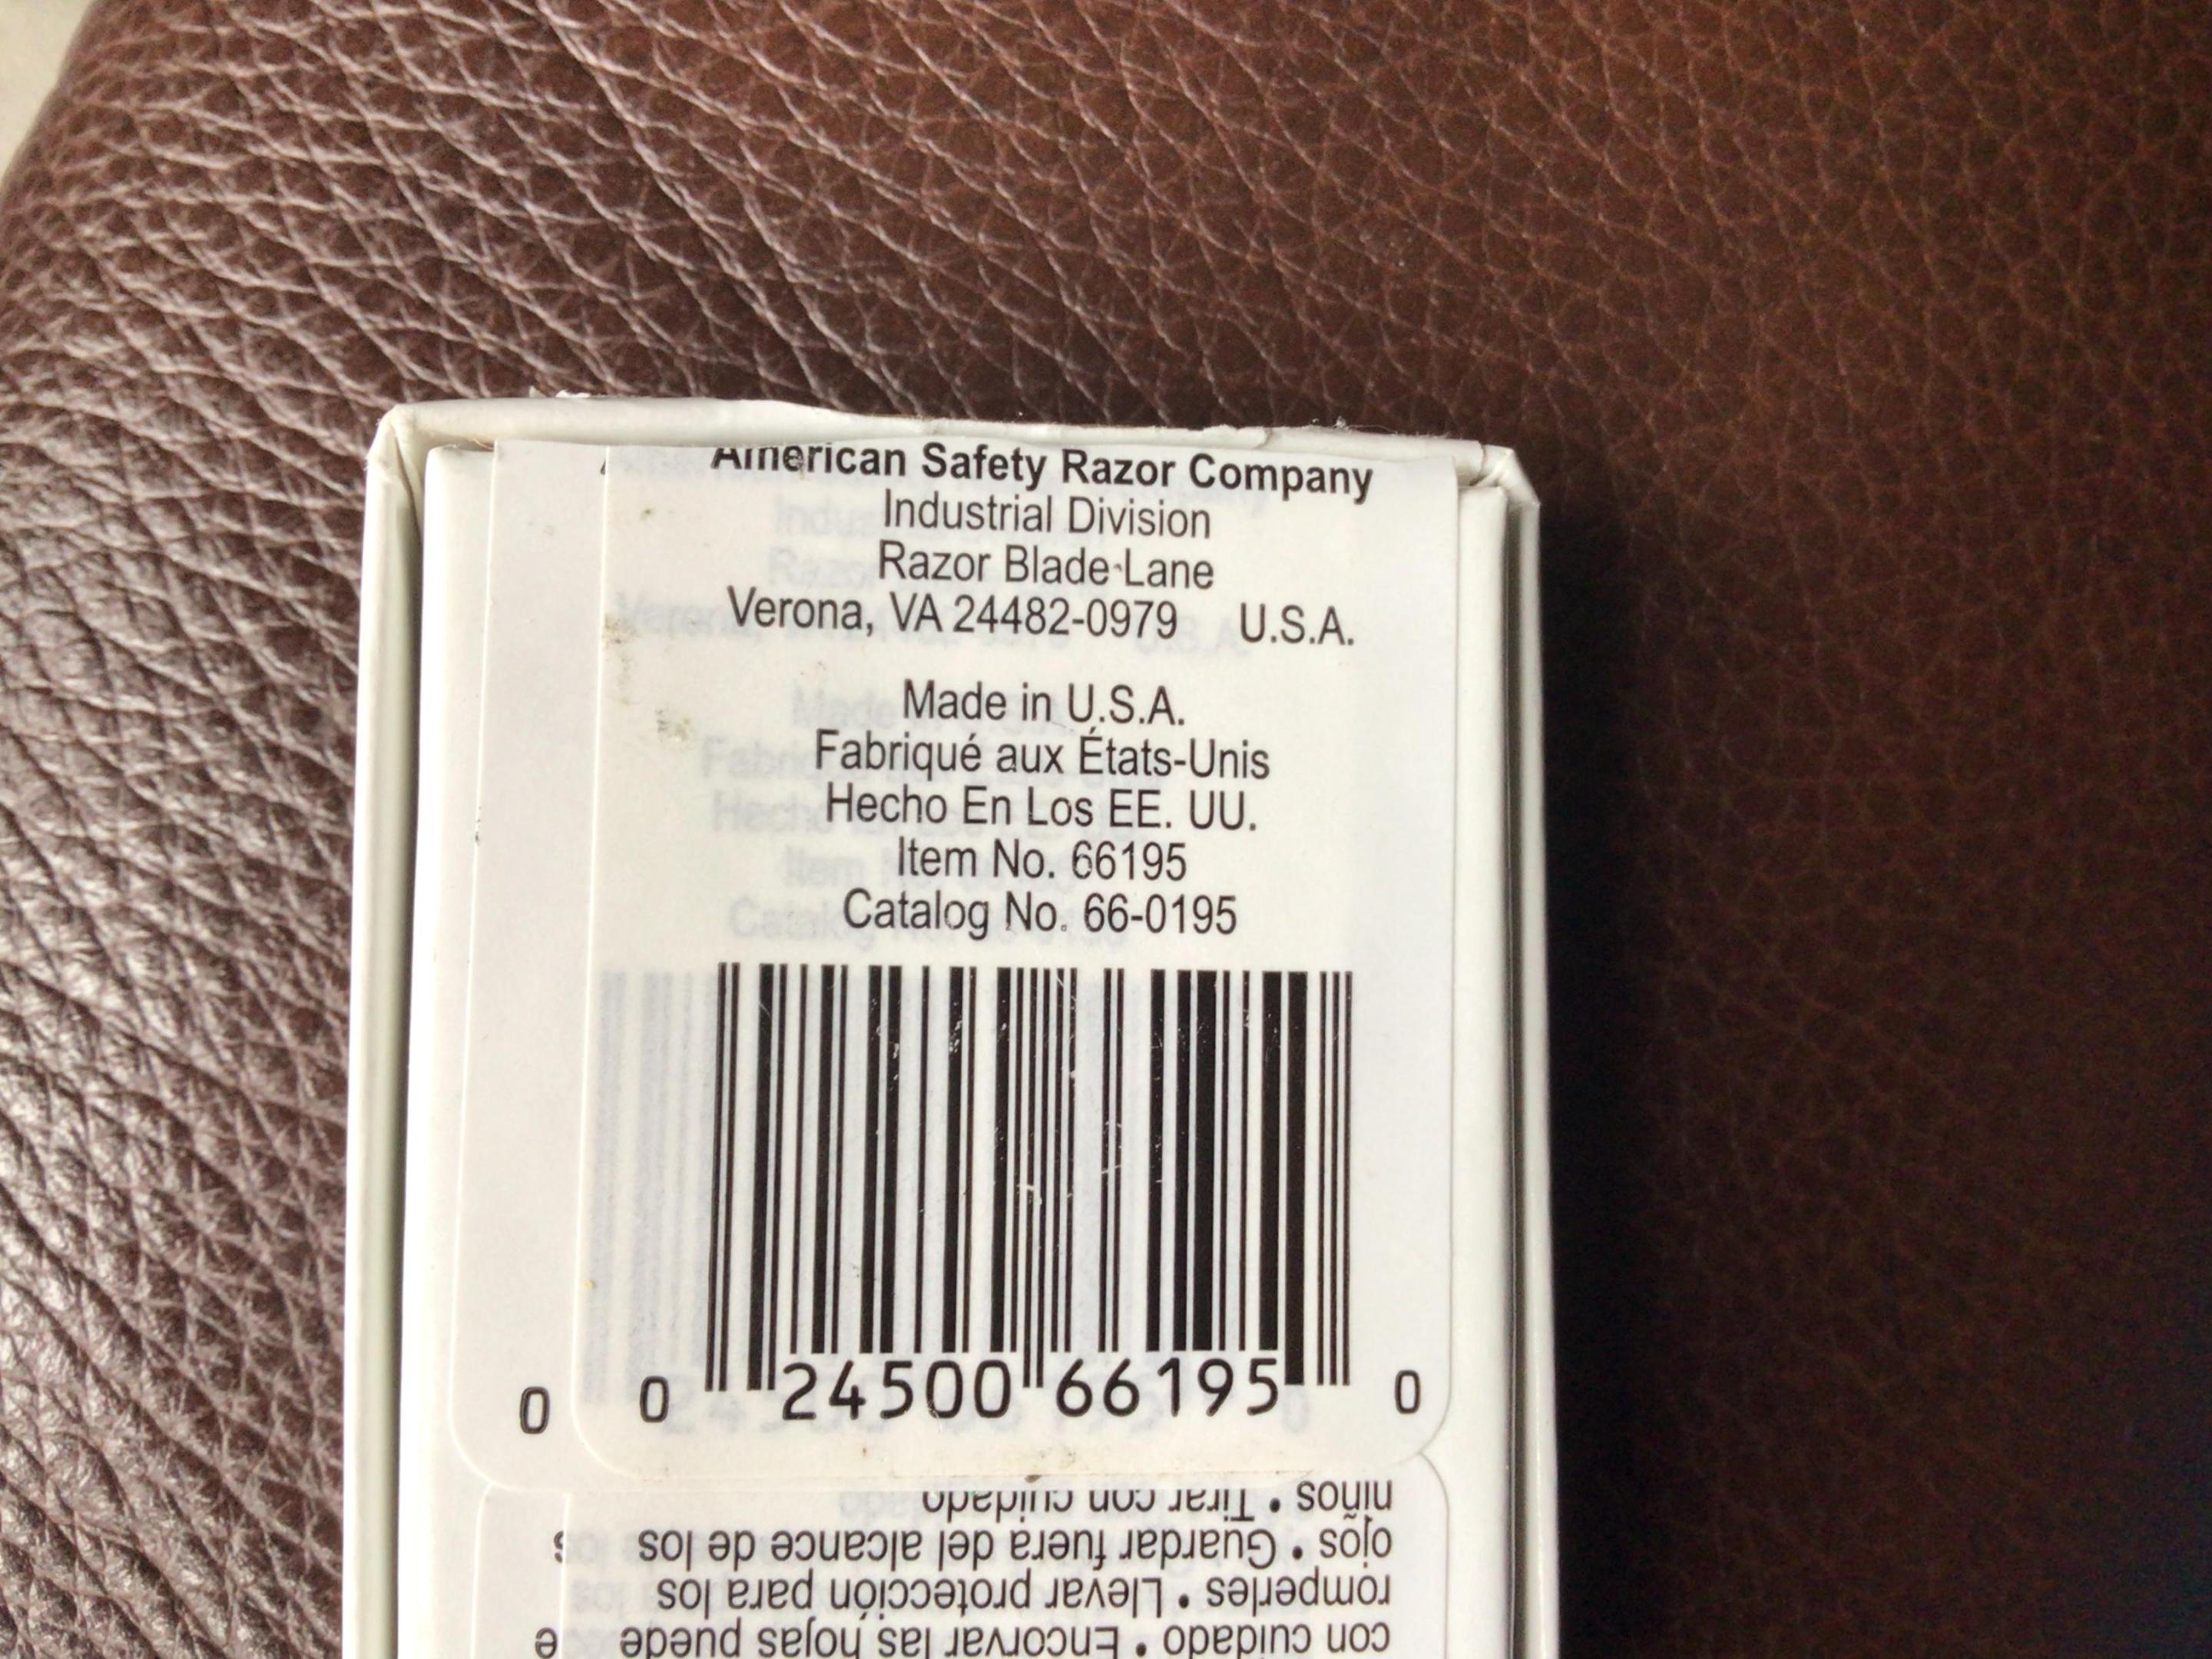 American Safety Razor Company
Industrial Division
Razor Blade Lane
Verona, VA 24482-0979 U.S.A.
Made in U.S.A.
Fabriqué aux États-Unis
Hecho En Los EE. UU.
Item No. 66195
Catalog No. 66-0195
0 0 24500 66195 0
con cuidado • Encorvar las hojas puede
romperles • Llevar protección para los
ojos • Guardar fuera del alcance de los
niños • Tirar con cuidado